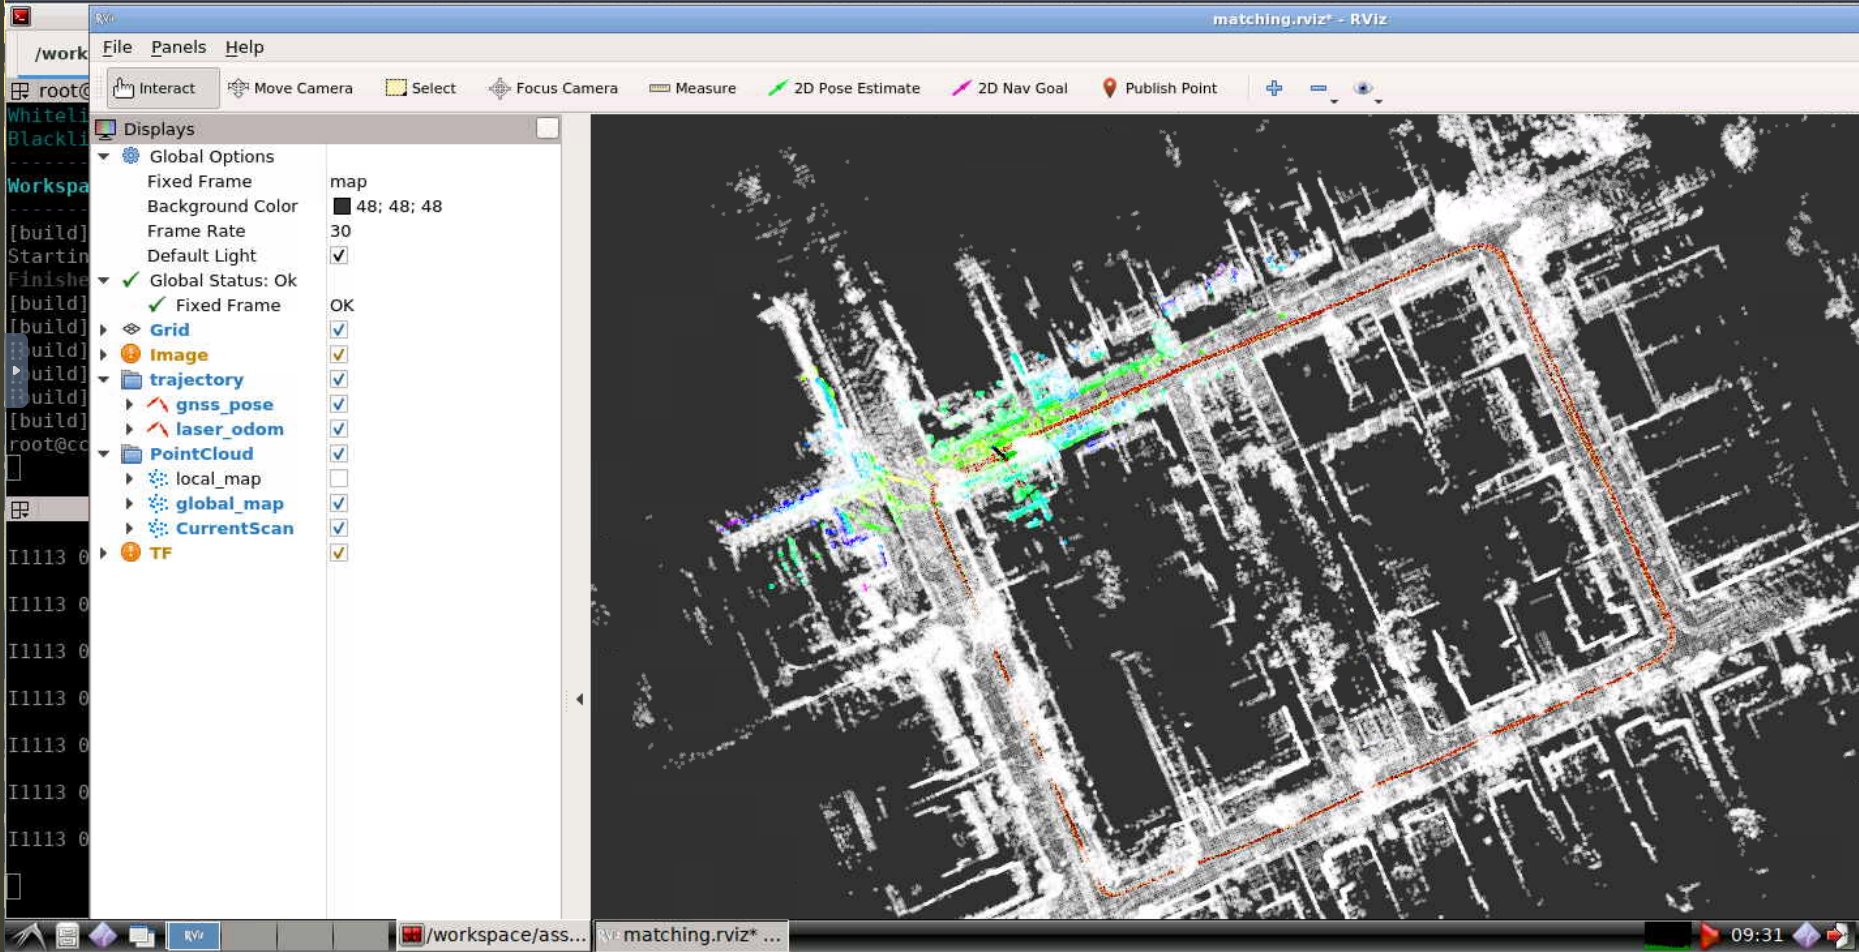 matching.rviz* - RViz
/work
File Panels Help
root@
Interact Move Camera Select Focus Camera Measure 2D Pose Estimate 2D Nav Goal Publish Point
Whiteli
Blackli
Displays
Global Options
Fixed Frame map
Workspa
Background Color 48; 48; 48
Frame Rate 30
[build]
Default Light
Startin
Global Status: Ok
Finishe
Fixed Frame OK
[build]
Grid
[build]
Image
build]
trajectory
build]
gnss_pose
build]
laser_odom
[build]
root@cc
PointCloud
local_map
global_map
CurrentScan
TF
I1113 0
I1113 0
I1113 0
I1113 0
I1113 0
I1113 0
I1113 0
RViz
/workspace/ass...
matching.rviz* ...
09:31